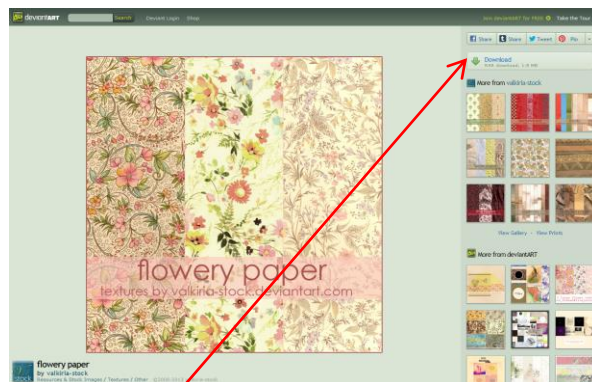 deviantART Search Deviant Login Shop Join deviantART for FREE Take the Tour
Share Share Tweet Pin
Download
More from valkiria-stock
flowery paper
textures by valkiria-stock.deviantart.com
View Gallery - View Prints
More from deviantART
stock
flowery paper
by valkiria-stock
Resources & Stock Images / Textures / Other